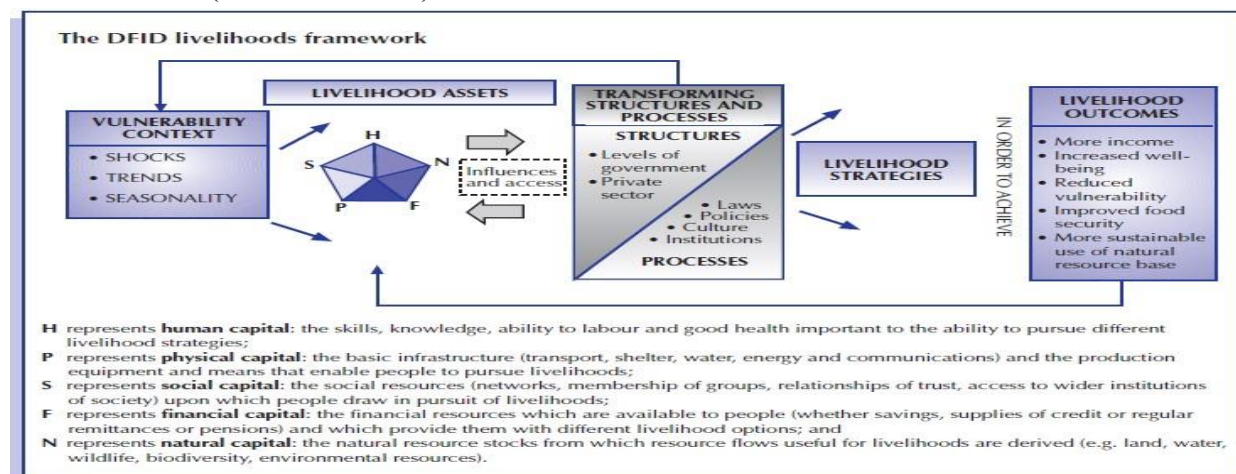 The DFID livelihoods framework
LIVELIHOOD ASSETS
VULNERABILITY
CONTEXT
• SHOCKS
• TRENDS
• SEASONALITY
H
S
N
P
F
Influences
and access
TRANSFORMING
STRUCTURES AND
PROCESSES
STRUCTURES
• Levels of
government
• Private
sector
• Laws
• Policies
• Culture
• Institutions
PROCESSES
LIVELIHOOD
STRATEGIES
IN ORDER TO ACHIEVE
LIVELIHOOD
OUTCOMES
• More income
• Increased well-
being
• Reduced
vulnerability
• Improved food
security
• More sustainable
use of natural
resource base
H represents human capital: the skills, knowledge, ability to labour and good health important to the ability to pursue different
livelihood strategies;
P represents physical capital: the basic infrastructure (transport, shelter, water, energy and communications) and the production
equipment and means that enable people to pursue livelihoods;
S represents social capital: the social resources (networks, membership of groups, relationships of trust, access to wider institutions
of society) upon which people draw in pursuit of livelihoods;
F represents financial capital: the financial resources which are available to people (whether savings, supplies of credit or regular
remittances or pensions) and which provide them with different livelihood options; and
N represents natural capital: the natural resource stocks from which resource flows useful for livelihoods are derived (e.g. land, water,
wildlife, biodiversity, environmental resources).